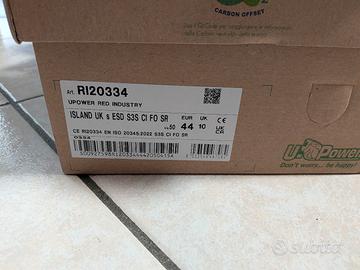 CO2
CARBON OFFSET
Art. RI20334
UPOWER RED INDUSTRY
ISLAND UK s ESD S3S CI FO SR
EUR UK
44 10
CE RI20334 EN ISO 20345:2022 S3S CI FO SR
U-Power
Don't worry... be happy!
subito